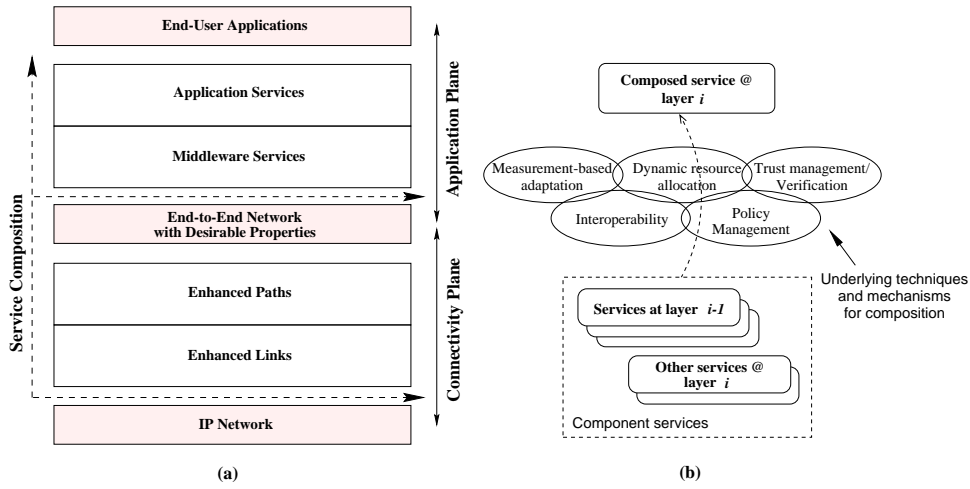 End-User Applications
Application Services
Middleware Services
End-to-End Network
with Desirable Properties
Enhanced Paths
Enhanced Links
IP Network
Service Composition
Application Plane
Connectivity Plane
(a)
Composed service @
layer i
Measurement-based
adaptation
Dynamic resource
allocation
Trust management/
Verification
Interoperability
Policy
Management
Underlying techniques
and mechanisms
for composition
Services at layer i-1
Other services @
layer i
Component services
(b)